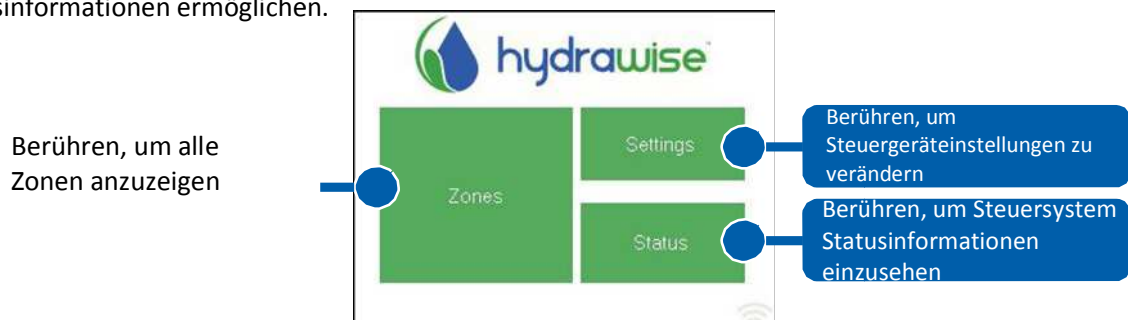 sinformationen ermöglichen.
hydrawise
Berühren, um alle
Zonen anzuzeigen
Zones
Settings
Status
Berühren, um
Steuergeräteinstellungen zu
verändern
Berühren, um Steuersystem
Statusinformationen
einzusehen